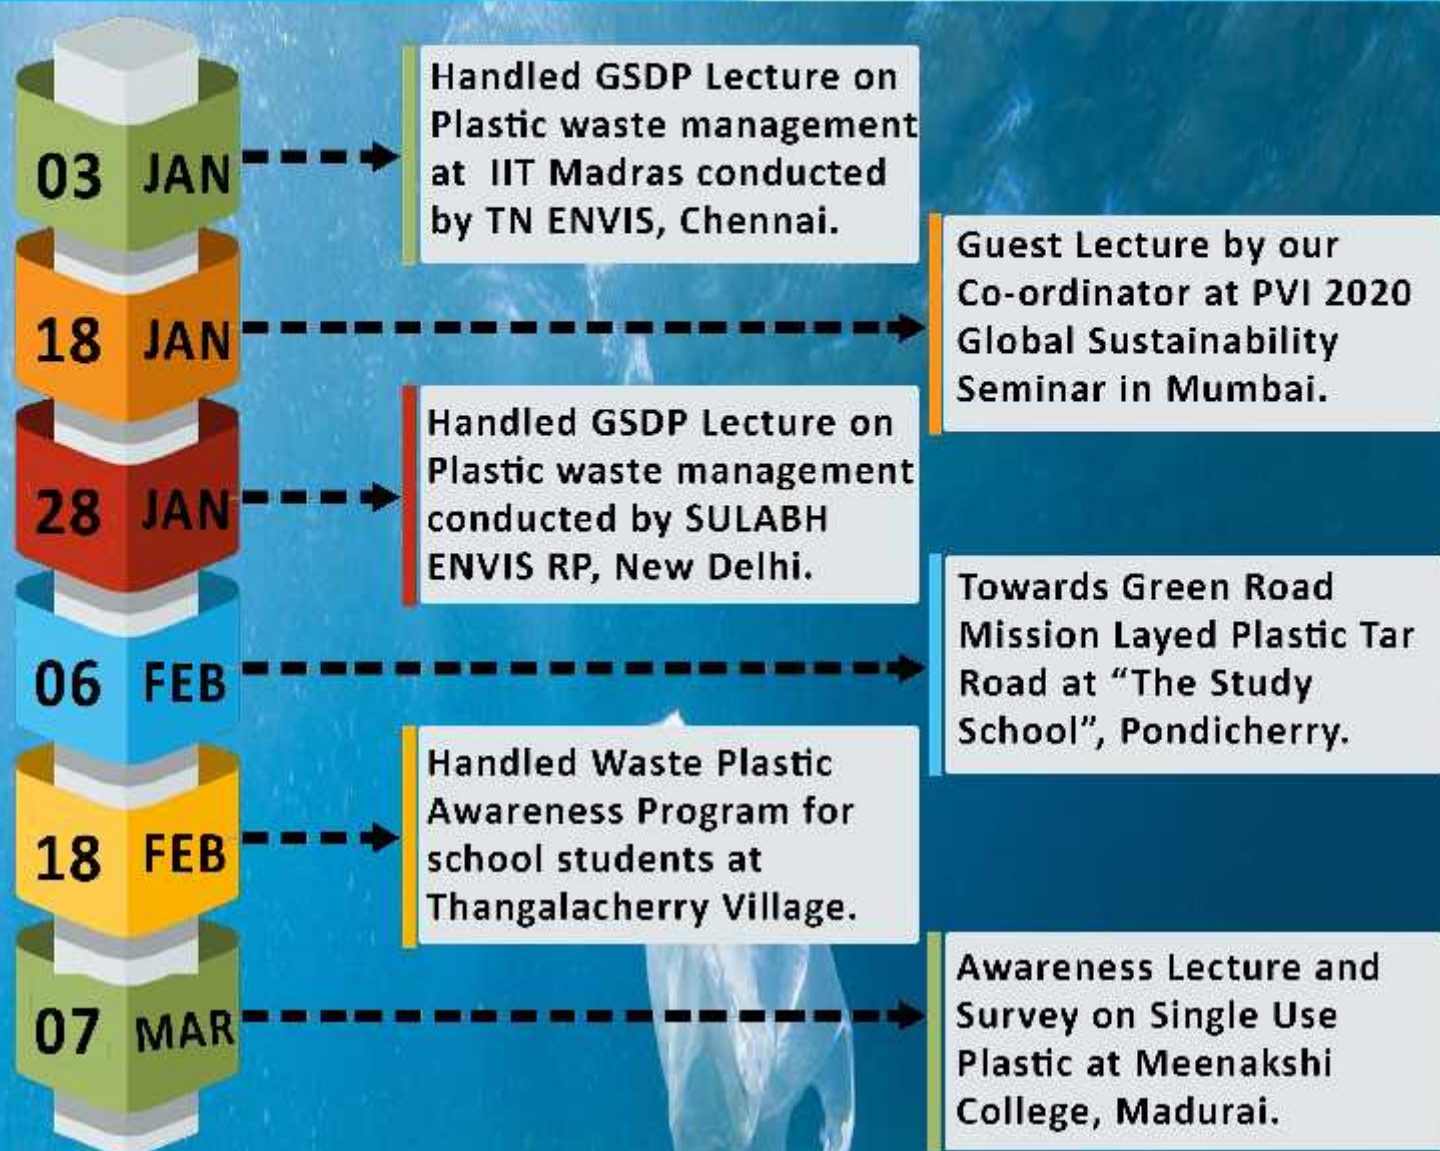 03 JAN
Handled GSDP Lecture on
Plastic waste management
at IIT Madras conducted
by TN ENVIS, Chennai.
18 JAN
Guest Lecture by our
Co-ordinator at PVI 2020
Global Sustainability
Seminar in Mumbai.
28 JAN
Handled GSDP Lecture on
Plastic waste management
conducted by SULABH
ENVIS RP, New Delhi.
06 FEB
Towards Green Road
Mission Layed Plastic Tar
Road at “The Study
School”, Pondicherry.
18 FEB
Handled Waste Plastic
Awareness Program for
school students at
Thangalacherry Village.
07 MAR
Awareness Lecture and
Survey on Single Use
Plastic at Meenakshi
College, Madurai.